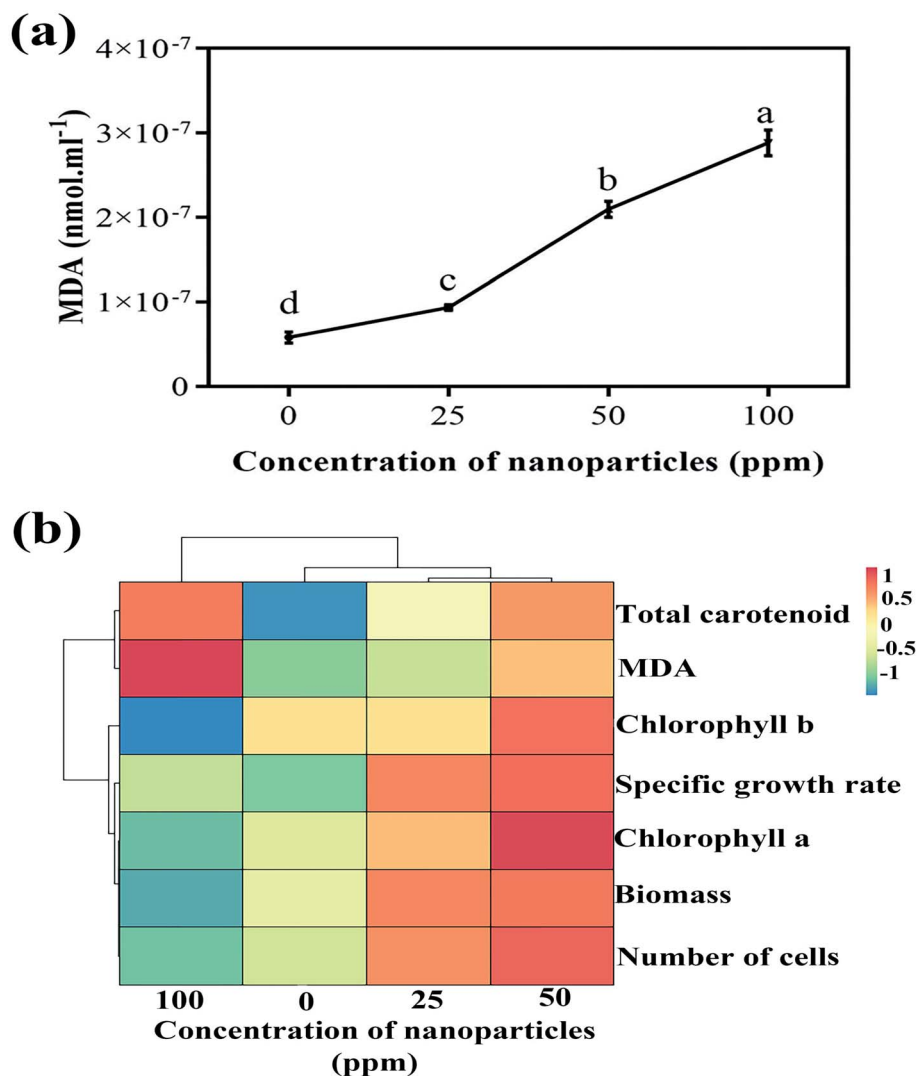 (a)
4×10⁻⁷
3×10⁻⁷
2×10⁻⁷
1×10⁻⁷
0
MDA (nmol.ml⁻¹)
d
c
b
a
0 25 50 100
Concentration of nanoparticles (ppm)
(b)
1
0.5
0
-0.5
-1
Total carotenoid
MDA
Chlorophyll b
Specific growth rate
Chlorophyll a
Biomass
Number of cells
100 0 25 50
Concentration of nanoparticles
(ppm)